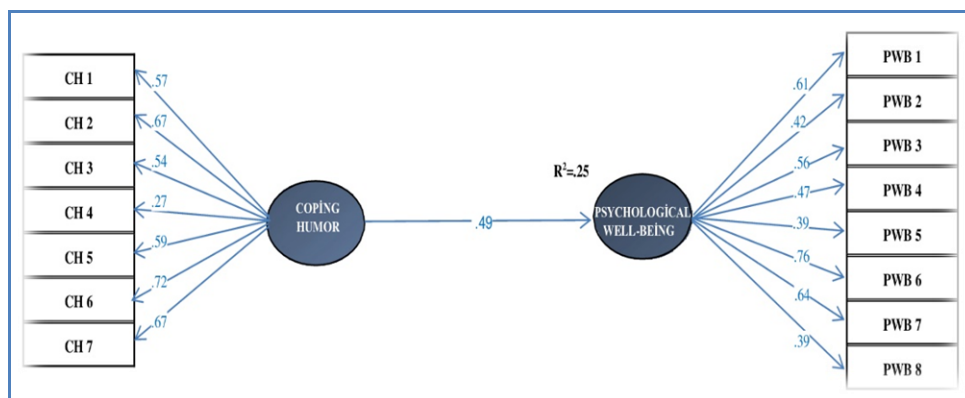 CH 1
CH 2
CH 3
CH 4
CH 5
CH 6
CH 7
.57
.67
.54
.27
.59
.72
.67
COPİNG
HUMOR
.49
R²=.25
PSYCHOLOGİCAL
WELL-BEİNG
.61
.42
.56
.47
.39
.76
.64
.39
PWB 1
PWB 2
PWB 3
PWB 4
PWB 5
PWB 6
PWB 7
PWB 8